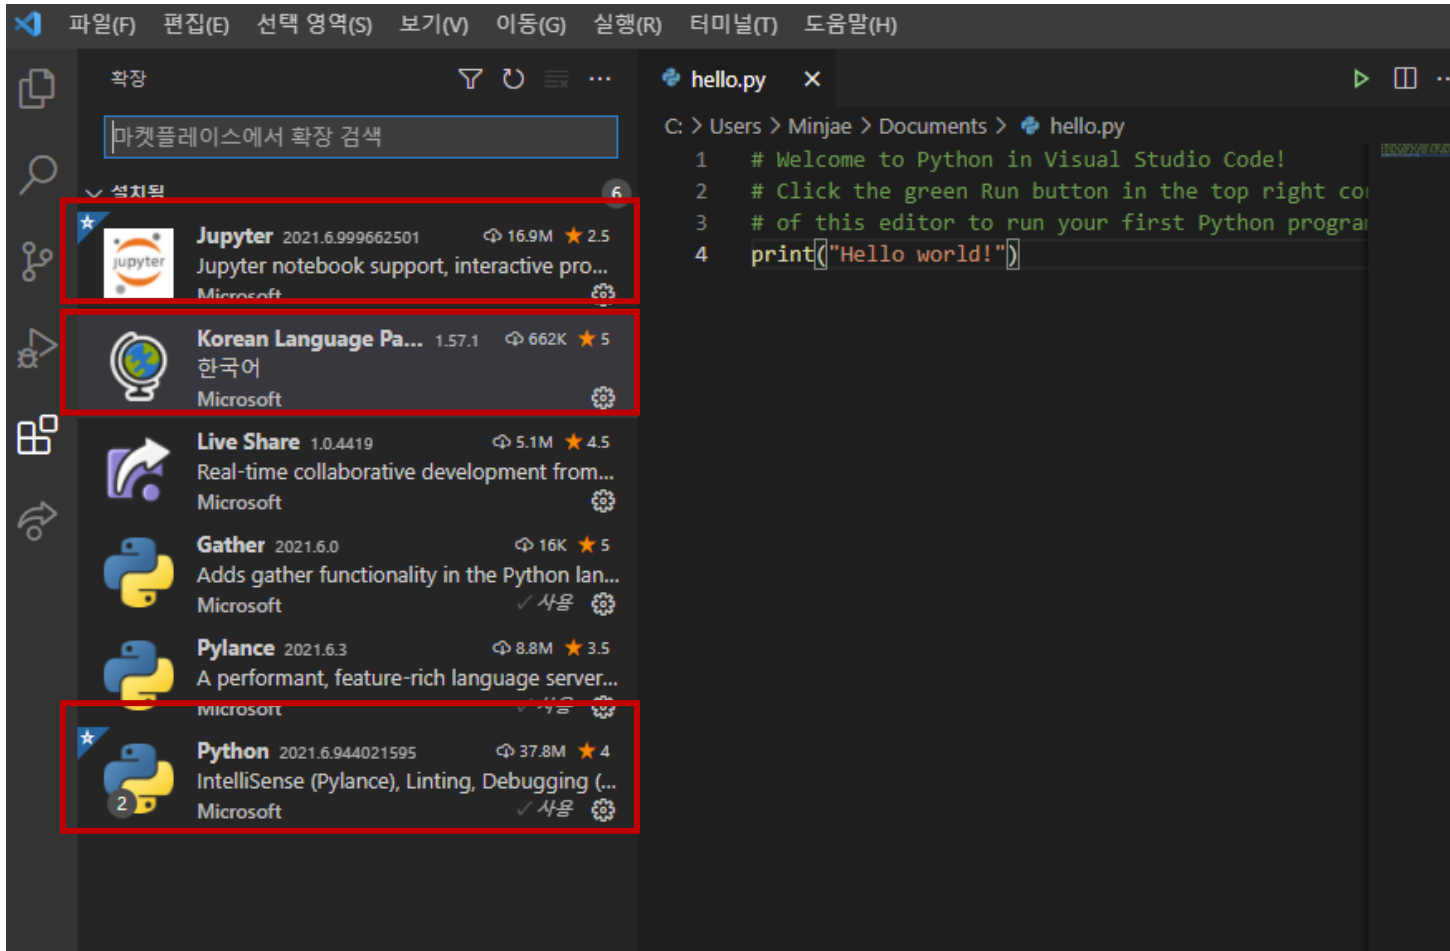 파일(F) 편집(E) 선택 영역(S) 보기(V) 이동(G) 실행(R) 터미널(T) 도움말(H)
확장
마켓플레이스에서 확장 검색
설치됨 6
Jupyter 2021.6.999662501 16.9M 2.5
jupyter
Jupyter notebook support, interactive pro...
Microsoft
Korean Language Pa... 1.57.1 662K 5
한국어
Microsoft
Live Share 1.0.4419 5.1M 4.5
Real-time collaborative development from...
Microsoft
Gather 2021.6.0 16K 5
Adds gather functionality in the Python lan...
Microsoft ✓사용
Pylance 2021.6.3 8.8M 3.5
A performant, feature-rich language server...
Microsoft ✓사용
Python 2021.6.944021595 37.8M 4
IntelliSense (Pylance), Linting, Debugging (...
2
Microsoft ✓사용
hello.py
C: > Users > Minjae > Documents > hello.py
1 # Welcome to Python in Visual Studio Code!
2 # Click the green Run button in the top right co
3 # of this editor to run your first Python progra
4 print("Hello world!")